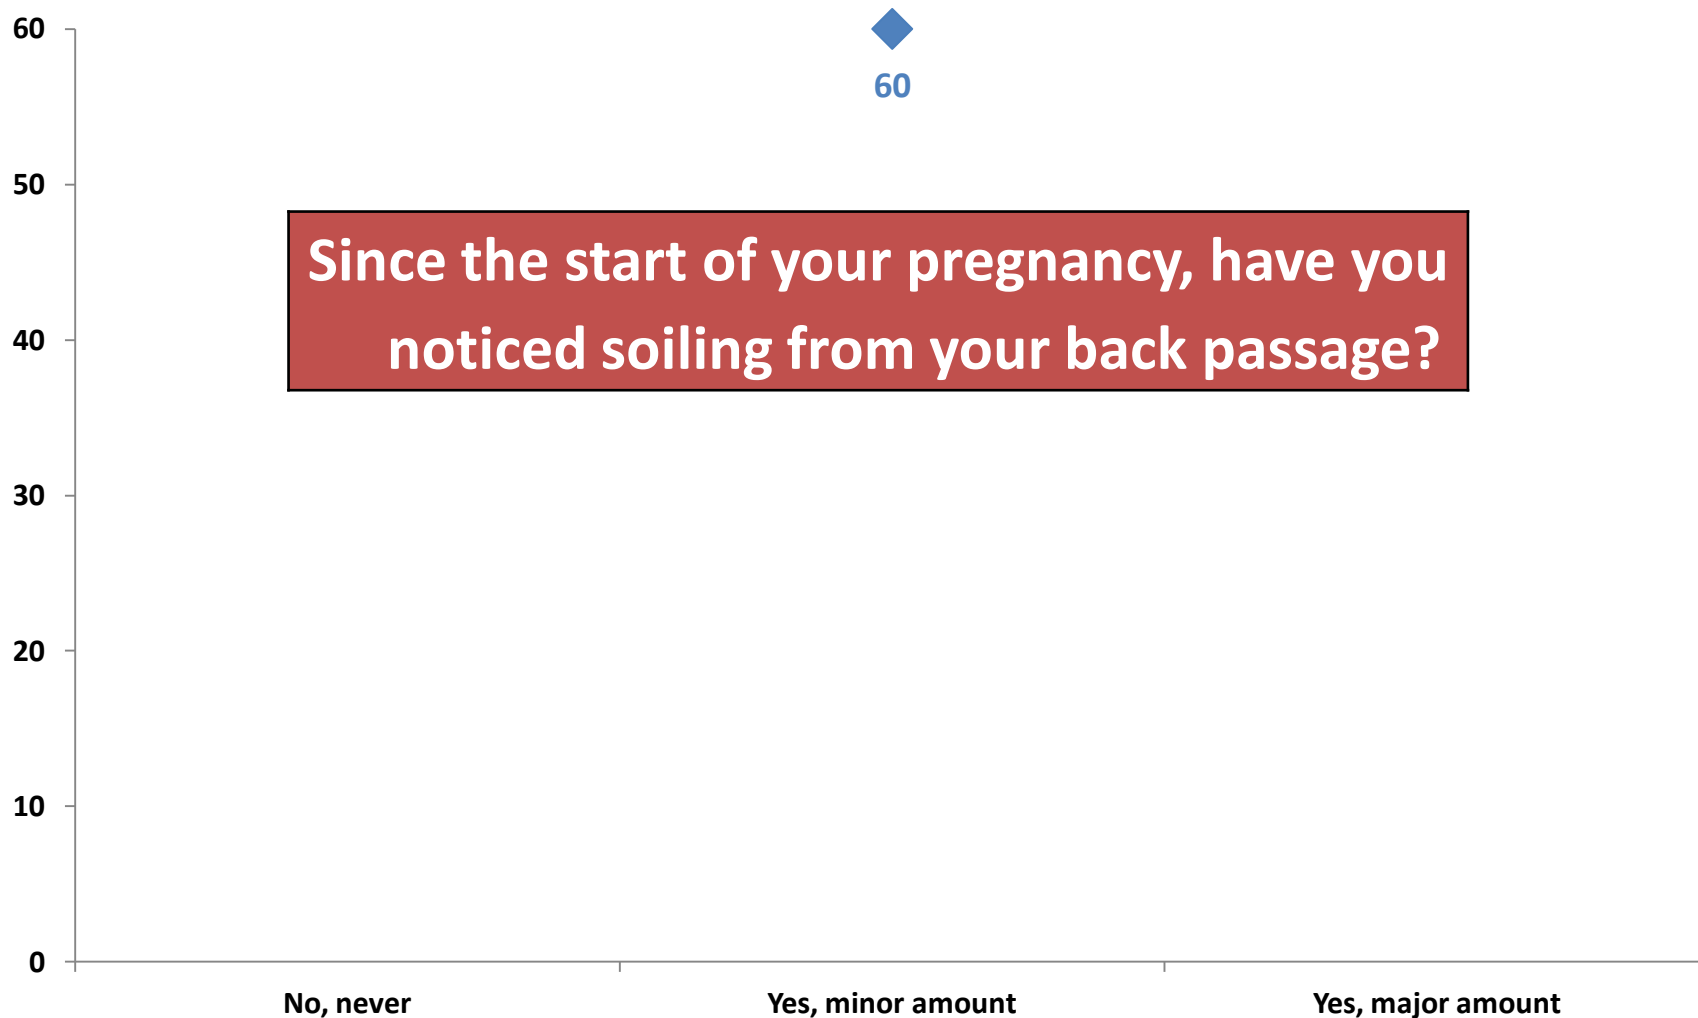 60
60
50
Since the start of your pregnancy, have you
noticed soiling from your back passage?
40
30
20
10
0
No, never
Yes, minor amount
Yes, major amount